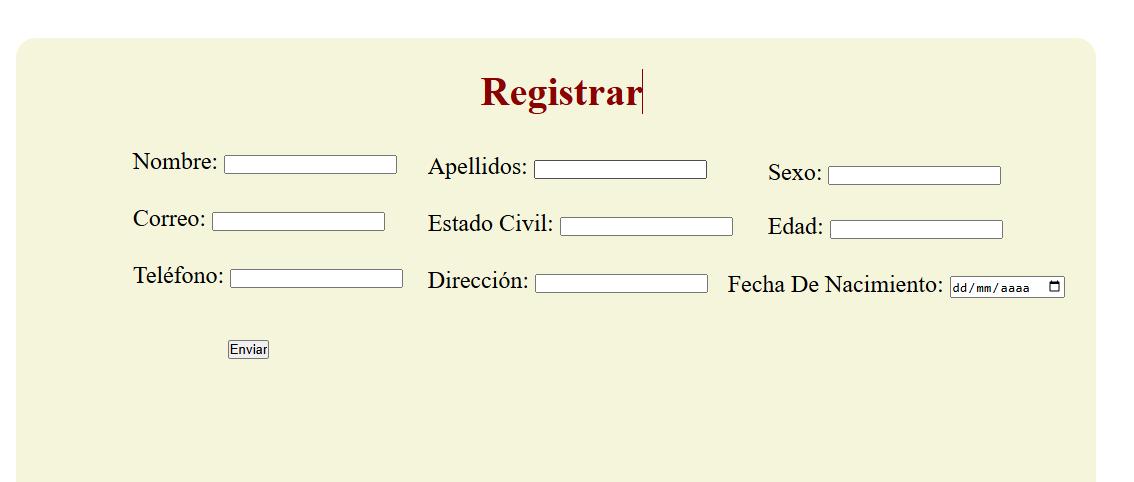 Registrar
Nombre: Apellidos: Sexo:
Correo: Estado Civil: Edad:
Teléfono: Dirección: Fecha De Nacimiento: dd/mm/aaaa
Enviar